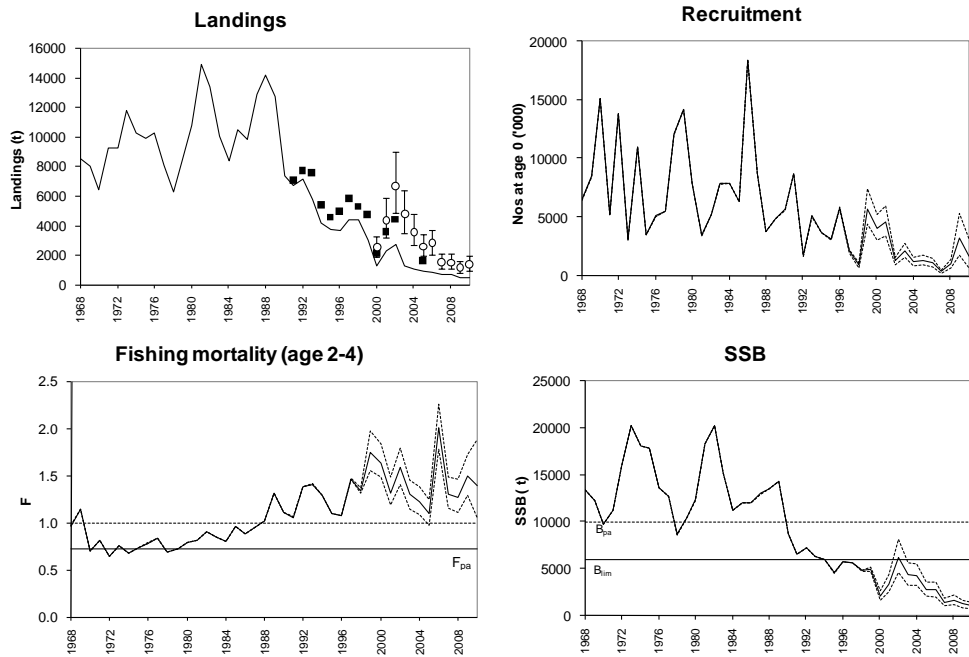 Landings
Landings (t)
16000
14000
12000
10000
8000
6000
4000
2000
0
1968 1972 1976 1980 1984 1988 1992 1996 2000 2004 2008
Recruitment
Nos at age 0 ('000)
20000
15000
10000
5000
0
1968 1972 1976 1980 1984 1988 1992 1996 2000 2004 2008
Fishing mortality (age 2-4)
F
2.5
2.0
1.5
1.0
0.5
0.0
Fpa
1968 1972 1976 1980 1984 1988 1992 1996 2000 2004 2008
SSB
SSB (t)
25000
20000
15000
10000
5000
0
Bpa
Blim
1968 1972 1976 1980 1984 1988 1992 1996 2000 2004 2008